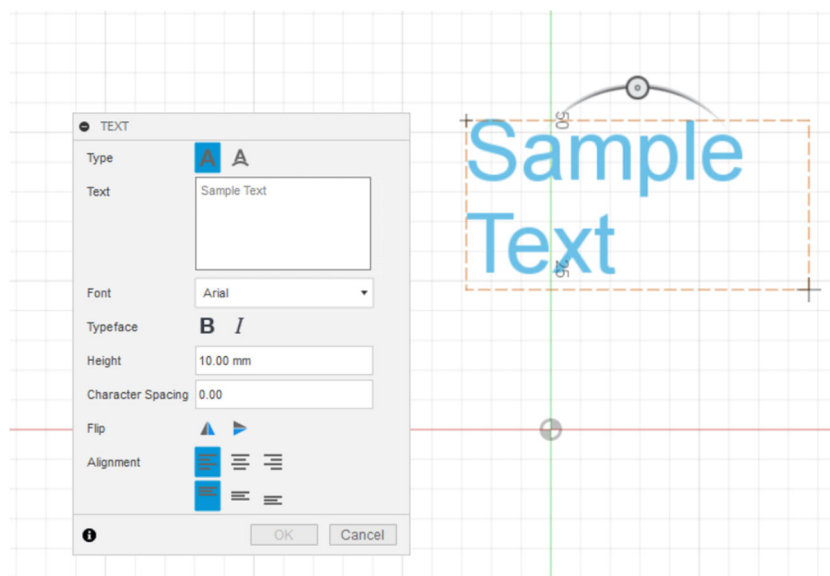 TEXT
Type A A
Text Sample Text
Font Arial
Typeface B I
Height 10.00 mm
Character Spacing 0.00
Flip
Alignment
OK Cancel
50
Sample
Text
25